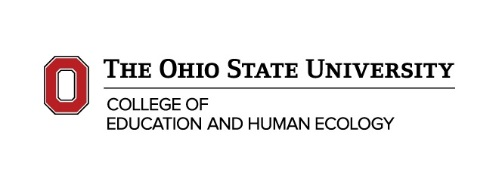 THE OHIO STATE UNIVERSITY
COLLEGE OF
EDUCATION AND HUMAN ECOLOGY